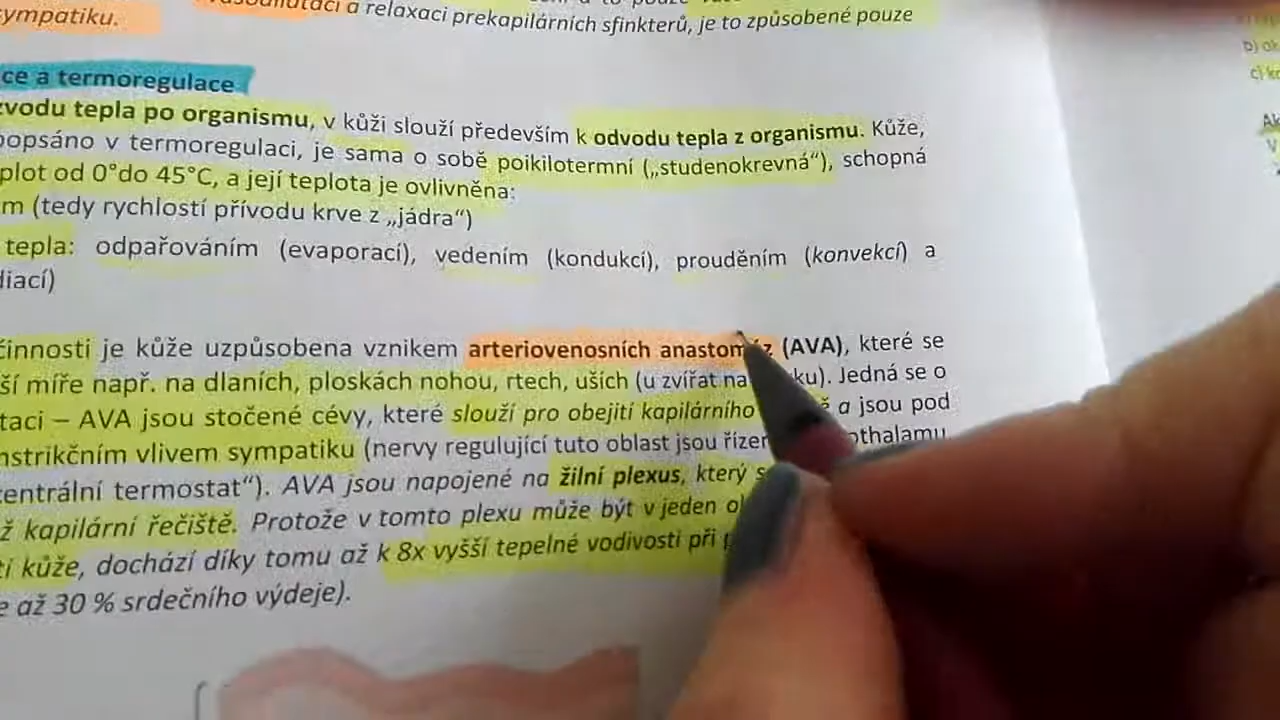 sympatiku.
a relaxaci prekapilárních sfinkterů, je to způsobené pouze
ce a termoregulace
zvodu tepla po organismu, v kůži slouží především k odvodu tepla z organismu. Kůže,
popsáno v termoregulaci, je sama o sobě poikilotermní („studenokrevná“), schopná
plot od 0°do 45°C, a její teplota je ovlivněna:
m (tedy rychlostí přívodu krve z „jádra“)
tepla: odpařováním (evaporací), vedením (kondukcí), prouděním (konvekcí) a
diací)
činnosti je kůže uzpůsobena vznikem arteriovenosních (AVA), které se
ší míře např. na dlaních, ploskách nohou, rtech, uších (u zvířat na ku). Jedná se o
taci – AVA jsou stočené cévy, které slouží pro obejití kapilárního a jsou pod
nstrikčním vlivem sympatiku (nervy regulující tuto oblast jsou řízen othalamu
entrální termostat“). AVA jsou napojené na žilní plexus, který s
ž kapilární řečiště. Protože v tomto plexu může být v jeden
tí kůže, dochází díky tomu až k 8x vyšší tepelné vodivosti při
e až 30 % srdečního výdeje).
b)
c)